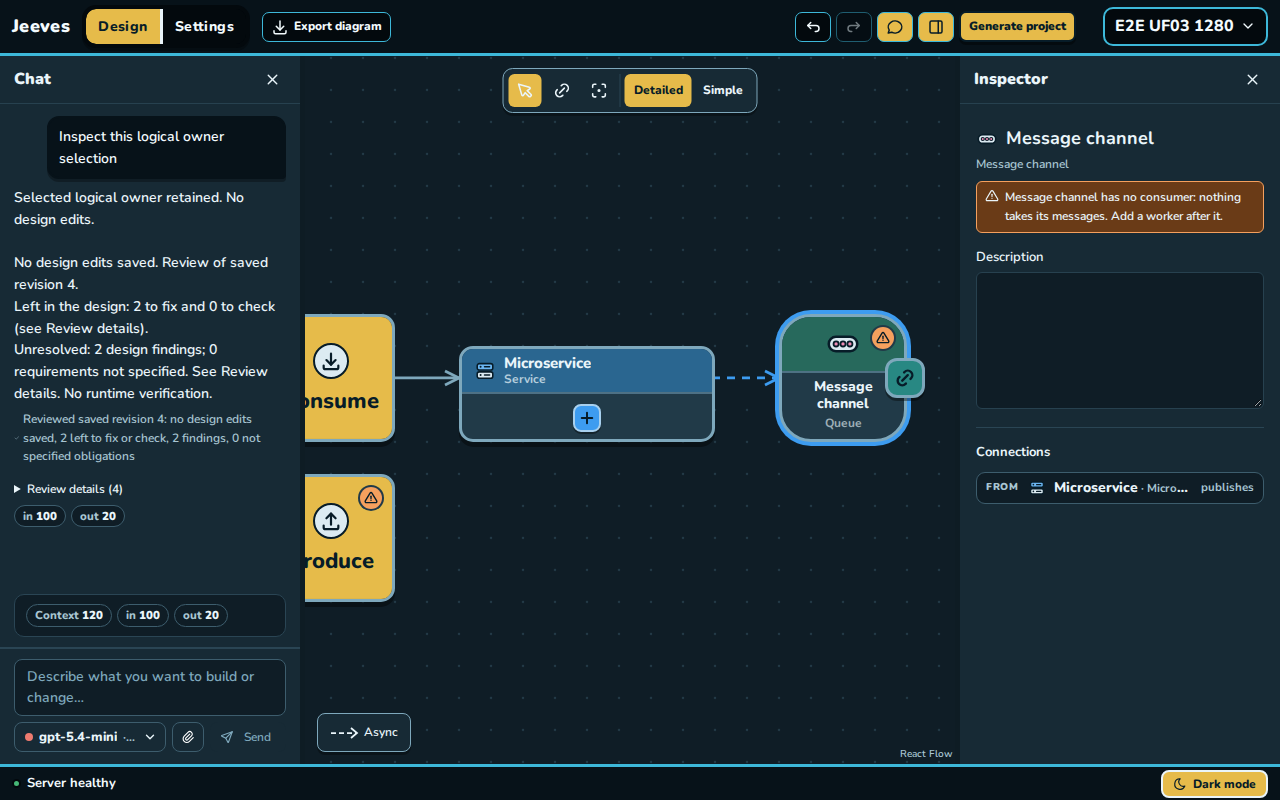 Jeeves
Design
Settings
Export diagram
Generate project
E2E UF03 1280
Chat
Inspect this logical owner
selection
Selected logical owner retained. No
design edits.
No design edits saved. Review of saved
revision 4.
Left in the design: 2 to fix and 0 to check
(see Review details).
Unresolved: 2 design findings; 0
requirements not specified. See Review
details. No runtime verification.
Reviewed saved revision 4: no design edits
saved, 2 left to fix or check, 2 findings, 0 not
specified obligations
Review details (4)
in 100
out 20
Context 120
in 100
out 20
Describe what you want to build or
change...
gpt-5.4-mini ·...
Send
Detailed
Simple
onsume
roduce
Microservice
Service
Message
channel
Queue
Async
React Flow
Inspector
Message channel
Message channel
Message channel has no consumer: nothing
takes its messages. Add a worker after it.
Description
Connections
FROM
Microservice · Micro...
publishes
Server healthy
Dark mode